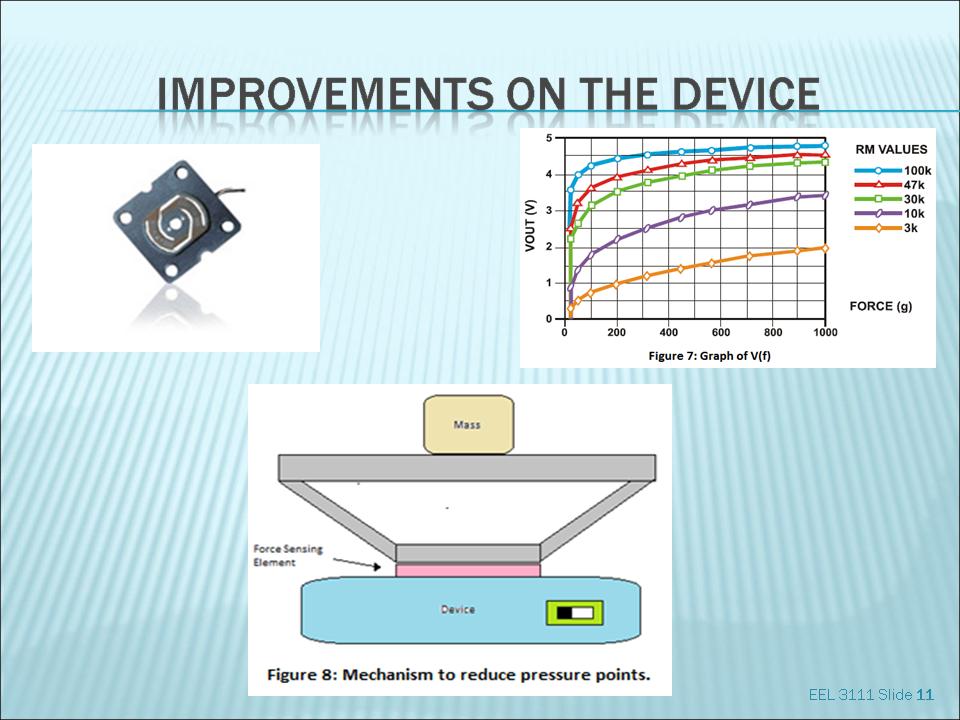 IMPROVEMENTS ON THE DEVICE
5
4
3
2
1
0
VOUT (V)
0 200 400 600 800 1000
RM VALUES
100k
47k
30k
10k
3k
FORCE (g)
Figure 7: Graph of V(f)
Mass
Force Sensing
Element
Device
Figure 8: Mechanism to reduce pressure points.
EEL 3111 Slide 11